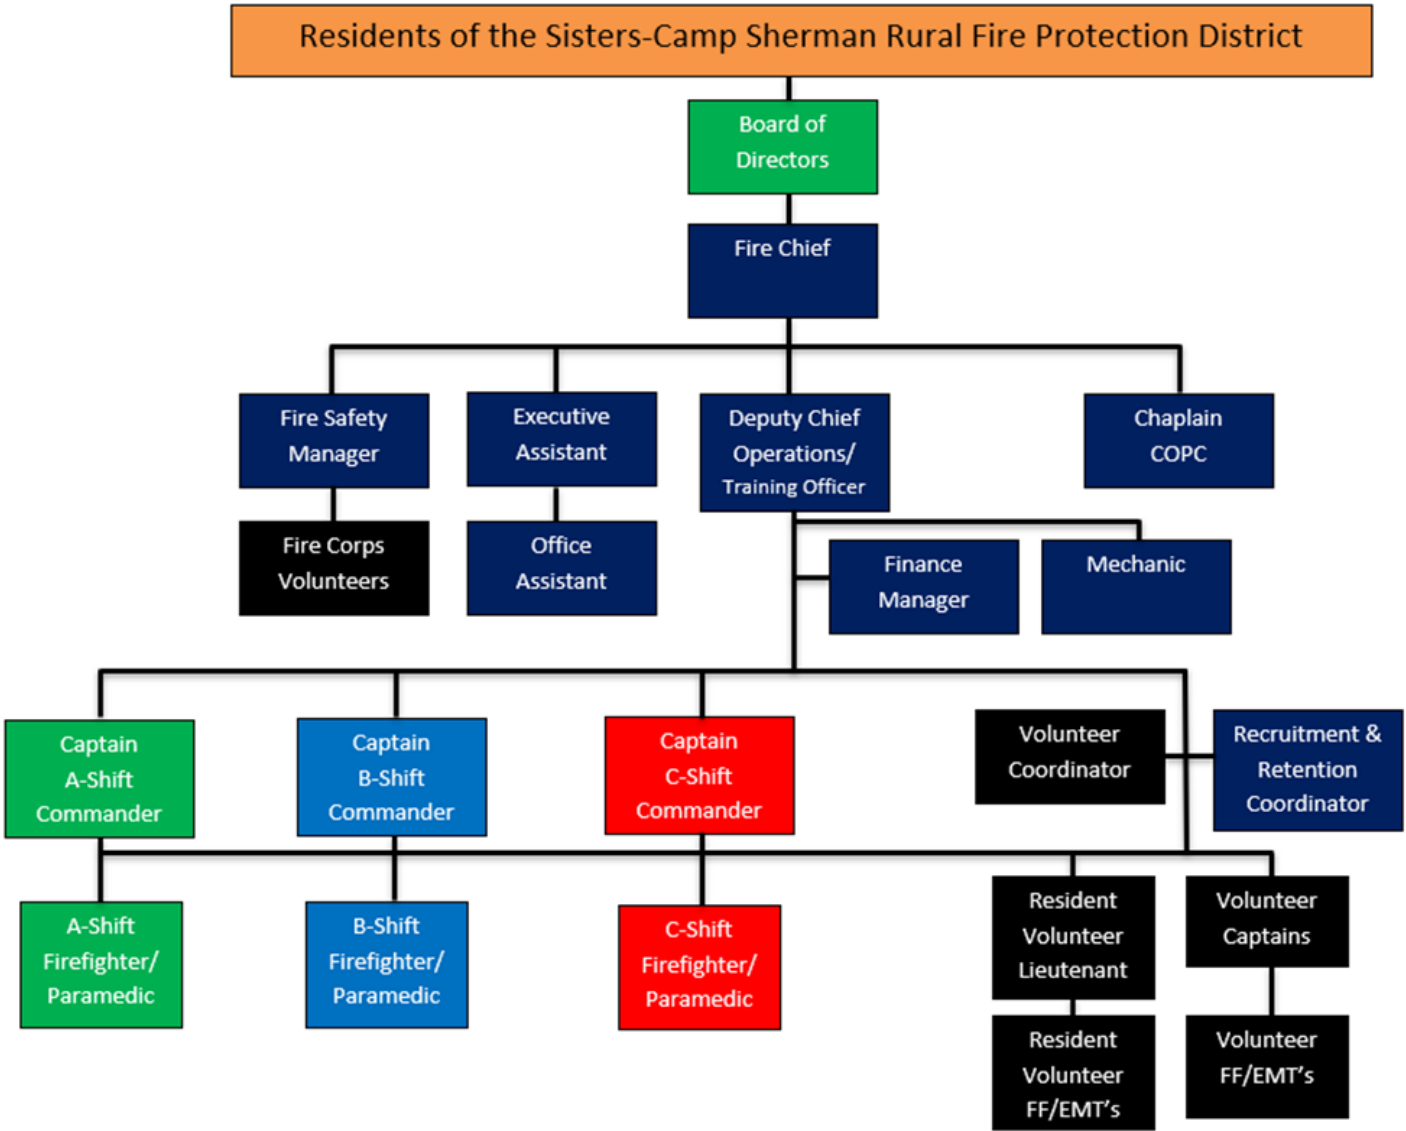 Residents of the Sisters-Camp Sherman Rural Fire Protection District
Board of
Directors
Fire Chief
Fire Safety
Manager
Executive
Assistant
Deputy Chief
Operations/
Training Officer
Chaplain
COPC
Fire Corps
Volunteers
Office
Assistant
Finance
Manager
Mechanic
Captain
A-Shift
Commander
Captain
B-Shift
Commander
Captain
C-Shift
Commander
Volunteer
Coordinator
Recruitment &
Retention
Coordinator
A-Shift
Firefighter/
Paramedic
B-Shift
Firefighter/
Paramedic
C-Shift
Firefighter/
Paramedic
Resident
Volunteer
Lieutenant
Volunteer
Captains
Resident
Volunteer
FF/EMT’s
Volunteer
FF/EMT’s